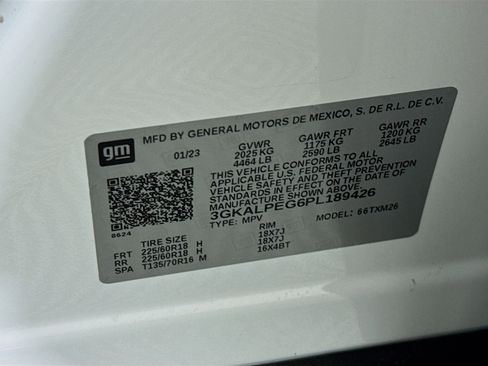 gm
MFD BY GENERAL MOTORS DE MEXICO, S. DE R.L. DE C.V.
01/23 GVWR GAWR FRT GAWR RR
2025 KG 1175 KG 1200 KG
4464 LB 2590 LB 2645 LB
THIS VEHICLE CONFORMS TO ALL
APPLICABLE U.S. FEDERAL MOTOR
VEHICLE SAFETY AND THEFT PREVENTION
STANDARDS IN EFFECT ON THE DATE OF
MANUFACTURE SHOWN ABOVE.
3GKALPEG6PL189426
8624
TYPE: MPV MODEL: 66TXM26
TIRE SIZE RIM
FRT 225/60R18 H 18X7J
RR 225/60R18 H 18X7J
SPA T135/70R16 M 16X4BT